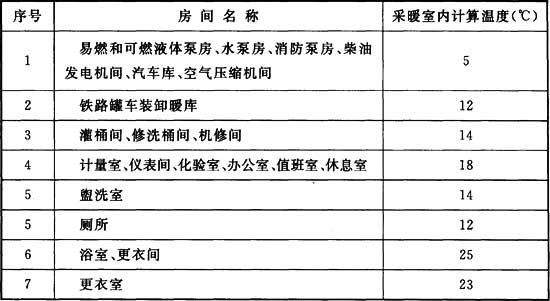 序号 房间名称 采暖室内计算温度(℃)
1 易燃和可燃液体泵房、水泵房、消防泵房、柴油 5
发电机间、汽车库、空气压缩机间
2 铁路罐车装卸暖库 12
3 灌桶间、修洗桶间、机修间 14
4 计量室、仪表间、化验室、办公室、值班室、休息室 18
5 盥洗室 14
5 厕所 12
6 浴室、更衣间 25
7 更衣室 23